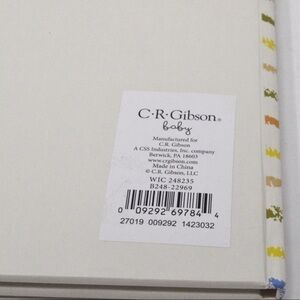 C·R·Gibson®
baby
Manufactured for
C.R. Gibson
A CSS Industries, Inc. company
Berwick, PA 18603
www.crgibson.com
Made in China
© C.R. Gibson, LLC
WIC 248235
B248-22969
0 09292 69784 4
27019 009292 1423032